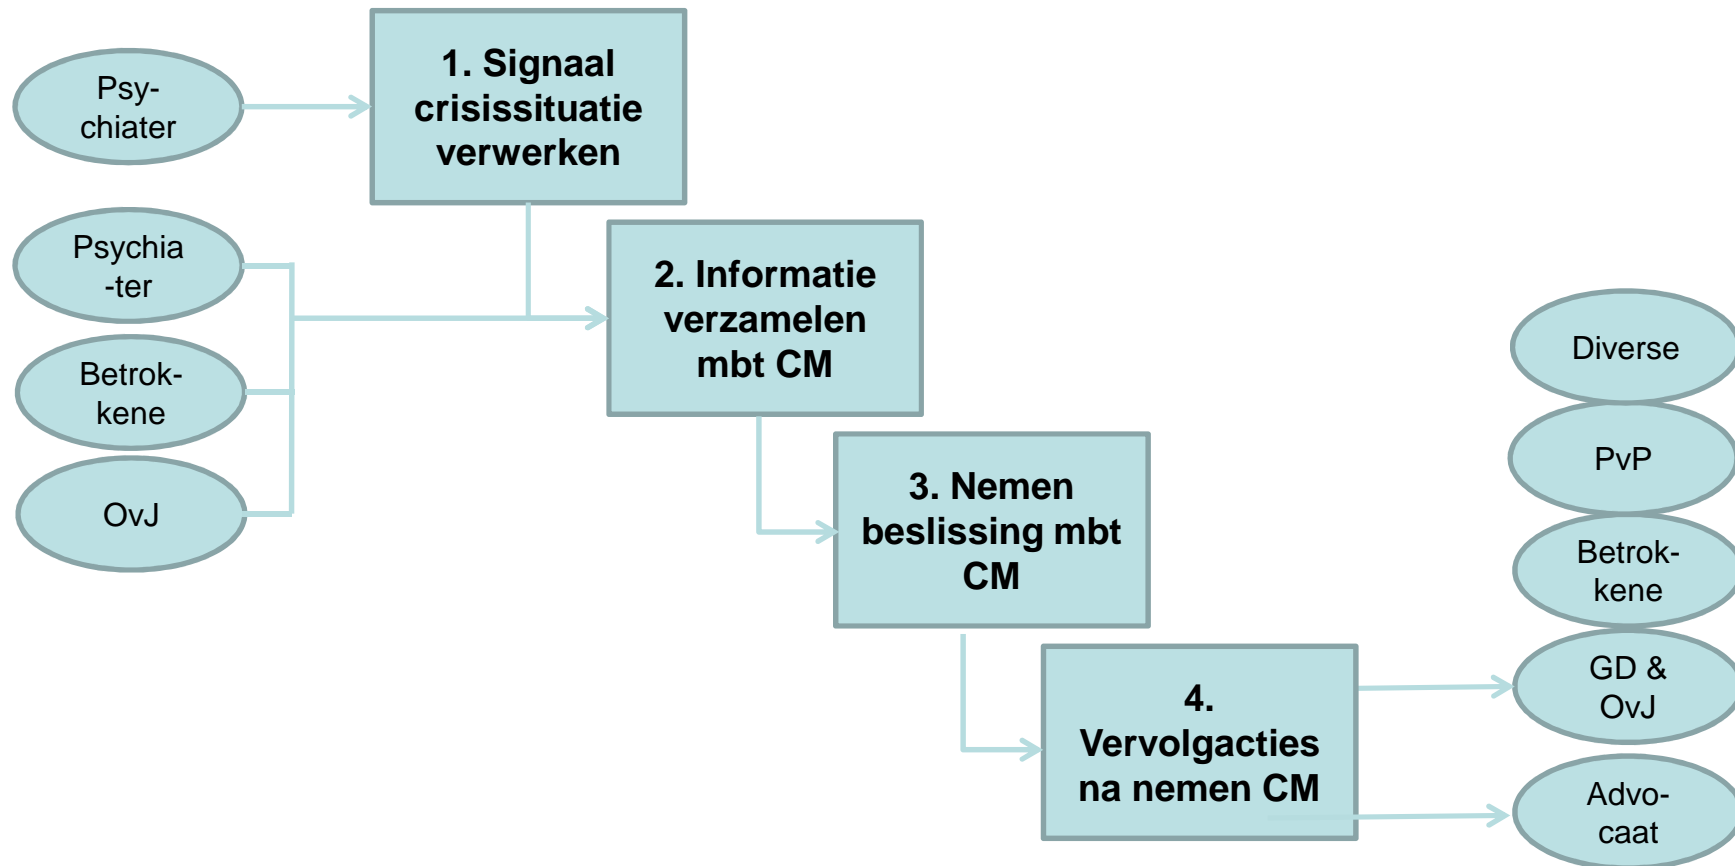 Psy-
chiater
1. Signaal
crisissituatie
verwerken
Psychia
-ter
Betrok-
kene
OvJ
2. Informatie
verzamelen
mbt CM
3. Nemen
beslissing mbt
CM
4.
Vervolgacties
na nemen CM
Diverse
PvP
Betrok-
kene
GD &
OvJ
Advo-
caat